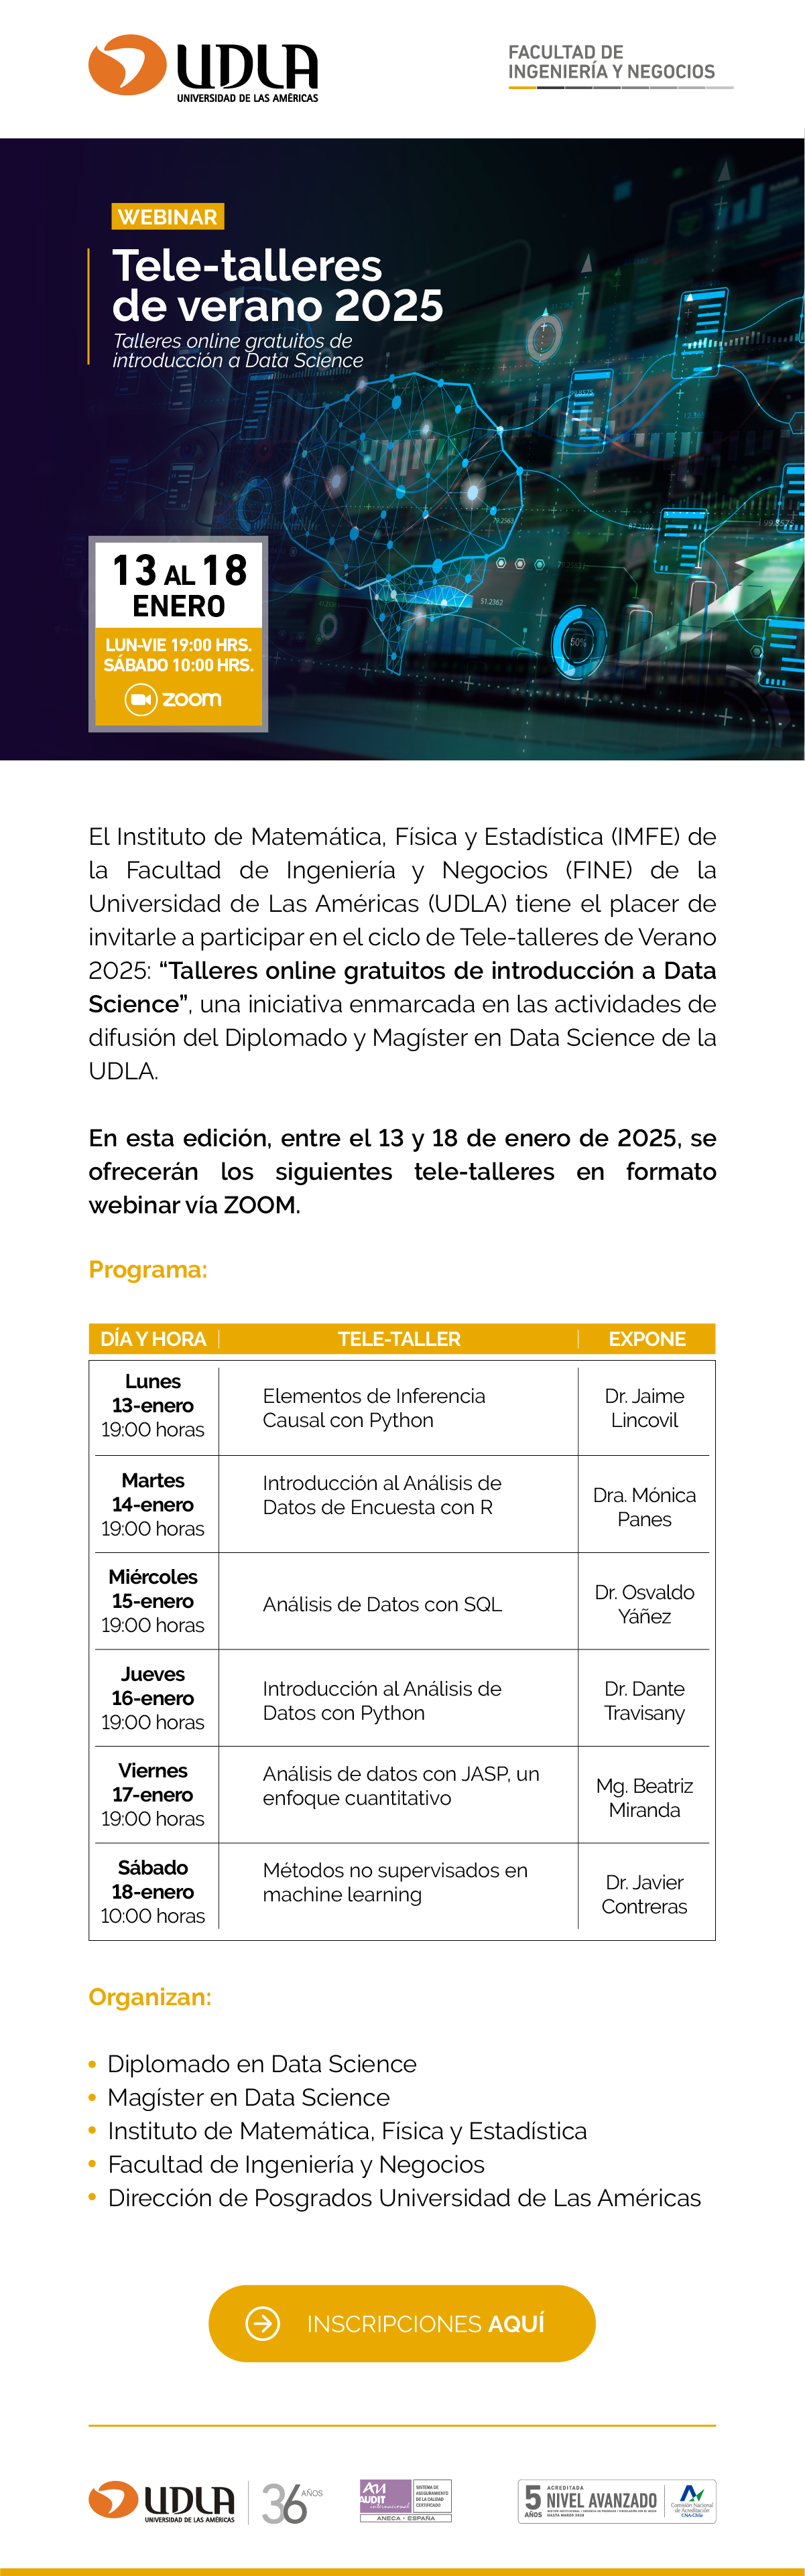 UDLA
UNIVERSIDAD DE LAS AMÉRICAS
FACULTAD DE
INGENIERÍA Y NEGOCIOS
WEBINAR
Tele-talleres
de verano 2025
Talleres online gratuitos de
introducción a Data Science
13 AL 18
ENERO
LUN-VIE 19:00 HRS.
SÁBADO 10:00 HRS.
zoom
51.2362
50%
El Instituto de Matemática, Física y Estadística (IMFE) de
la Facultad de Ingeniería y Negocios (FINE) de la
Universidad de Las Américas (UDLA) tiene el placer de
invitarle a participar en el ciclo de Tele-talleres de Verano
2025: “Talleres online gratuitos de introducción a Data
Science”, una iniciativa enmarcada en las actividades de
difusión del Diplomado y Magíster en Data Science de la
UDLA.
En esta edición, entre el 13 y 18 de enero de 2025, se
ofrecerán los siguientes tele-talleres en formato
webinar vía ZOOM.
Programa:
DÍA Y HORA TELE-TALLER EXPONE
Lunes
13-enero
19:00 horas
Elementos de Inferencia
Causal con Python
Dr. Jaime
Lincovil
Martes
14-enero
19:00 horas
Introducción al Análisis de
Datos de Encuesta con R
Dra. Mónica
Panes
Miércoles
15-enero
19:00 horas
Análisis de Datos con SQL
Dr. Osvaldo
Yáñez
Jueves
16-enero
19:00 horas
Introducción al Análisis de
Datos con Python
Dr. Dante
Travisany
Viernes
17-enero
19:00 horas
Análisis de datos con JASP, un
enfoque cuantitativo
Mg. Beatriz
Miranda
Sábado
18-enero
10:00 horas
Métodos no supervisados en
machine learning
Dr. Javier
Contreras
Organizan:
• Diplomado en Data Science
• Magíster en Data Science
• Instituto de Matemática, Física y Estadística
• Facultad de Ingeniería y Negocios
• Dirección de Posgrados Universidad de Las Américas
INSCRIPCIONES AQUÍ
UDLA
UNIVERSIDAD DE LAS AMÉRICAS
36 AÑOS
AUDIT
internacional
SISTEMA DE
ASEGURAMIENTO
DE LA CALIDAD
CERTIFICADO
ANECA - ESPAÑA
5 AÑOS
ACREDITADA
NIVEL AVANZADO
Comisión Nacional
de Acreditación
CNA-Chile